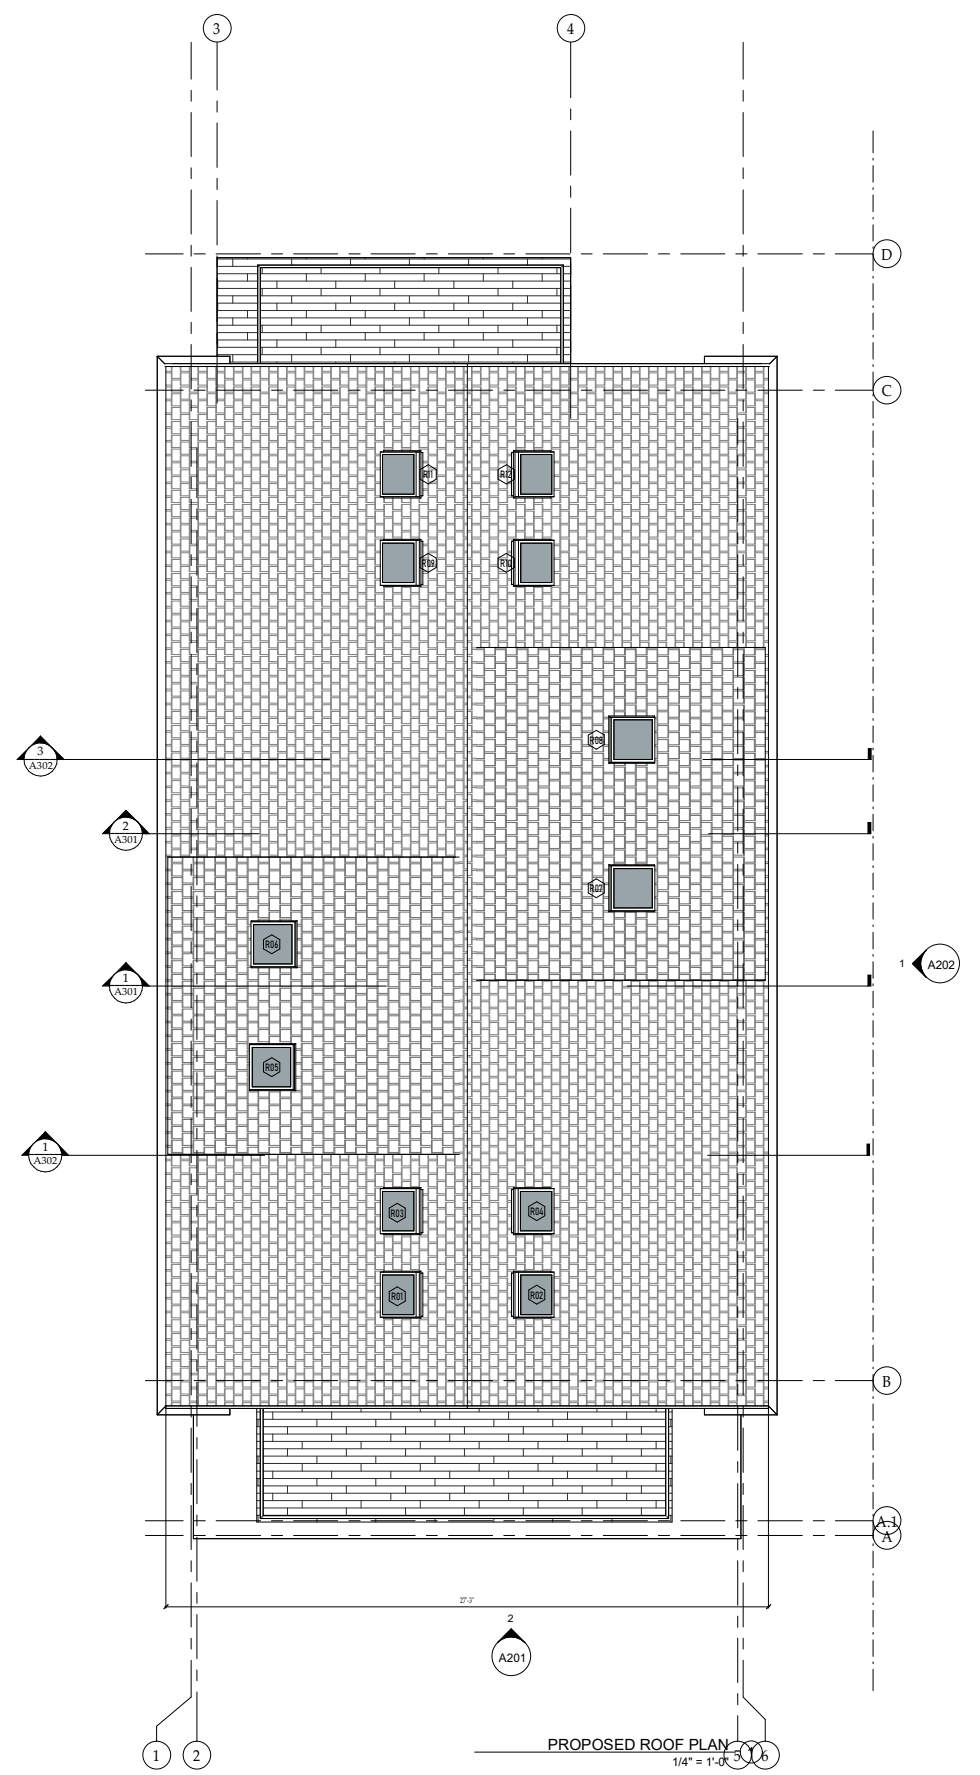 3
4
D
C
R11
R12
R09
R10
R08
3
A302
2
A301
R07
R06
1
A301
1
A202
R05
1
A302
R03
R04
R01
R02
B
A.1
A
27'-3"
2
A201
1
2
PROPOSED ROOF PLAN
5
1
6
1/4" = 1'-0"